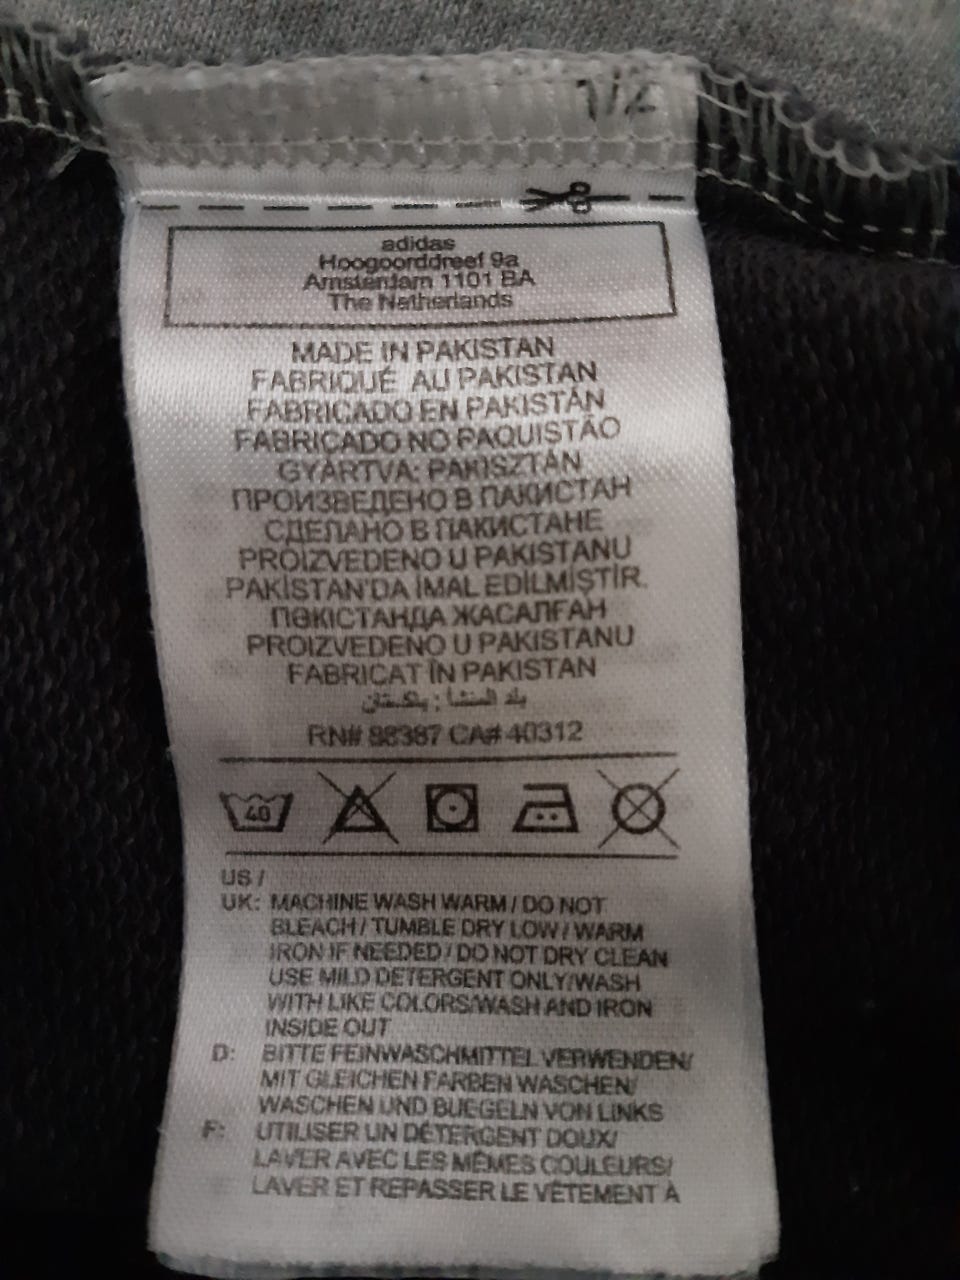 1/2
adidas
Hoogoorddreef 9a
Amsterdam 1101 BA
The Netherlands
MADE IN PAKISTAN
FABRIQUÉ AU PAKISTAN
FABRICADO EN PAKISTÁN
FABRICADO NO PAQUISTÃO
GYÁRTVA: PAKISZTÁN
ПРОИЗВЕДЕНО В ПАКИСТАН
СДЕЛАНО В ПАКИСТАНЕ
PROIZVEDENO U PAKISTANU
PAKİSTAN'DA İMAL EDİLMİŞTİR.
ПӘКІСТАНДА ЖАСАЛҒАН
PROIZVEDENO U PAKISTANU
FABRICAT ÎN PAKISTAN
بلد المنشأ : باكستان
RN# 88387 CA# 40312
40
US /
UK: MACHINE WASH WARM / DO NOT
BLEACH / TUMBLE DRY LOW / WARM
IRON IF NEEDED / DO NOT DRY CLEAN
USE MILD DETERGENT ONLY/WASH
WITH LIKE COLORS/WASH AND IRON
INSIDE OUT
D: BITTE FEINWASCHMITTEL VERWENDEN/
MIT GLEICHEN FARBEN WASCHEN/
WASCHEN UND BUEGELN VON LINKS
F: UTILISER UN DÉTERGENT DOUX/
LAVER AVEC LES MÊMES COULEURS/
LAVER ET REPASSER LE VÊTEMENT À